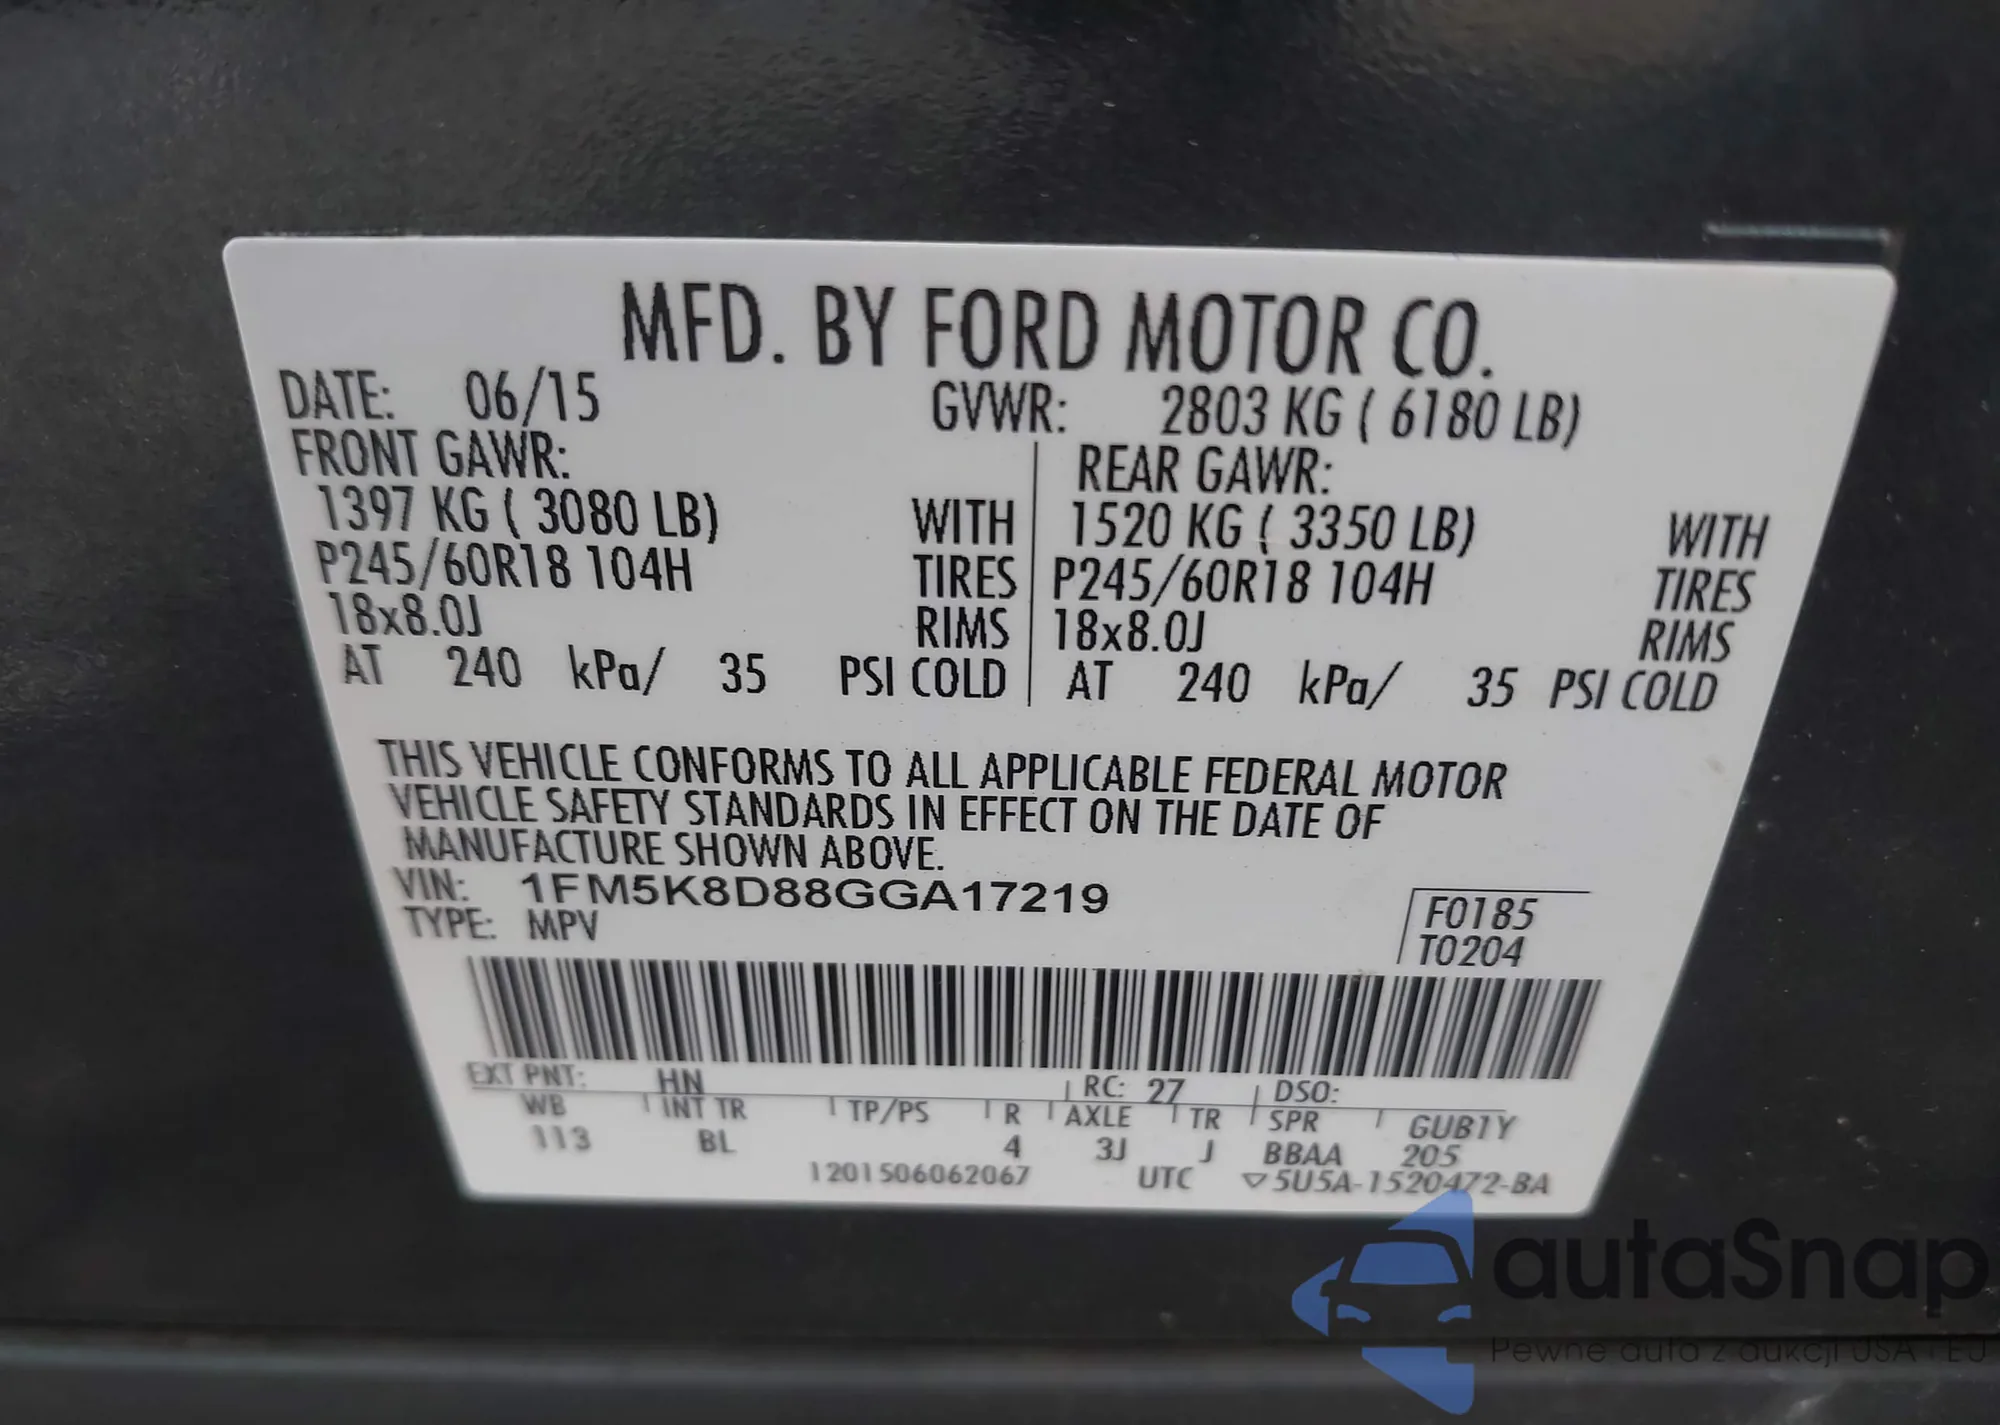 MFD. BY FORD MOTOR CO.
DATE: 06/15 GVWR: 2803 KG ( 6180 LB)
FRONT GAWR: REAR GAWR:
1397 KG ( 3080 LB) WITH 1520 KG ( 3350 LB) WITH
P245/60R18 104H TIRES P245/60R18 104H TIRES
18x8.0J RIMS 18x8.0J RIMS
AT 240 kPa/ 35 PSI COLD AT 240 kPa/ 35 PSI COLD
THIS VEHICLE CONFORMS TO ALL APPLICABLE FEDERAL MOTOR
VEHICLE SAFETY STANDARDS IN EFFECT ON THE DATE OF
MANUFACTURE SHOWN ABOVE.
VIN: 1FM5K8D88GGA17219
TYPE: MPV
F0185
T0204
EXT PNT: HN RC: 27 DSO:
WB INT TR TP/PS R AXLE TR SPR GUB1Y
113 BL 4 3J J BBAA 205
1201506062067 UTC ▽5U5A-1520472-BA
autaSnap
Pewne auta z aukcji USA i EU